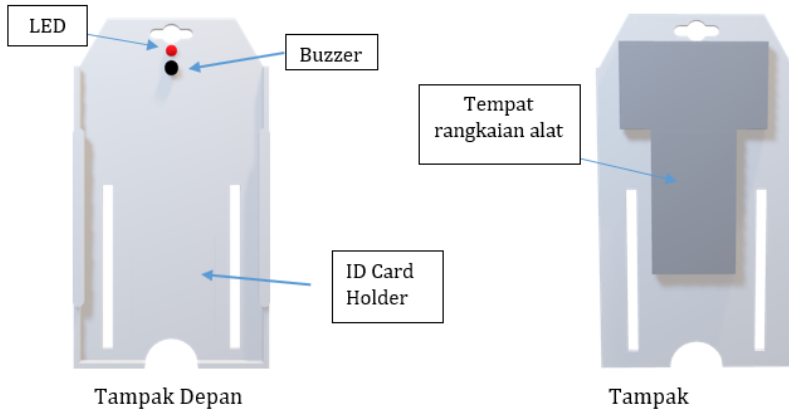 LED
Buzzer
Tempat
rangkaian alat
ID Card
Holder
Tampak Depan
Tampak